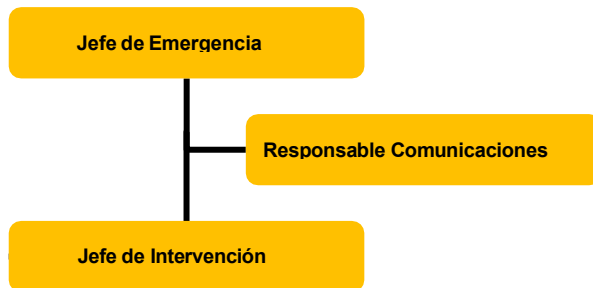 Jefe de Emergencia
Responsable Comunicaciones
Jefe de Intervención